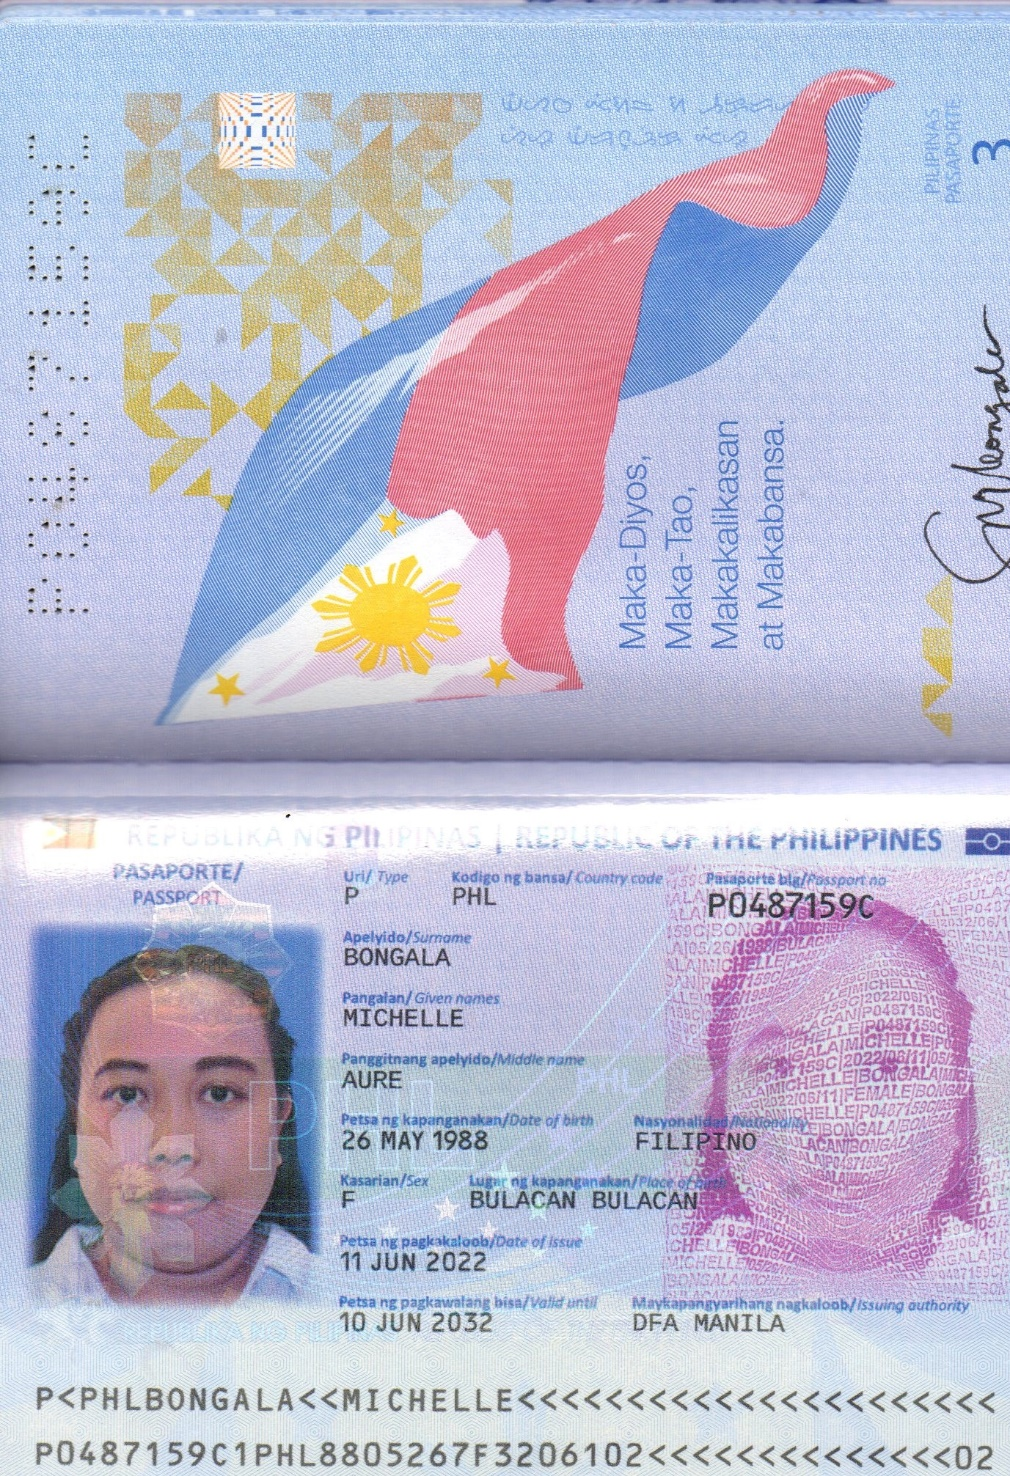 P0487159C
PILIPINAS
PASAPORTE
3
Maka-Diyos,
Maka-Tao,
Makakalikasan
at Makabansa.
REPUBLIKA NG PILIPINAS | REPUBLIC OF THE PHILIPPINES
PASAPORTE/
PASSPORT
Uri/ Type
P
Kodigo ng bansa/ Country code
PHL
Pasaporte blg/Passport no
P0487159C
Apelyido/Surname
BONGALA
Pangalan/ Given names
MICHELLE
Panggitnang apelyido/Middle name
AURE
Petsa ng kapanganakan/Date of birth
26 MAY 1988
Nasyonalidad/Nationality
FILIPINO
Kasarian/Sex
F
Lugar ng kapanganakan/Place of birth
BULACAN BULACAN
Petsa ng pagkakaloob/Date of issue
11 JUN 2022
Petsa ng pagkawalang bisa/Valid until
10 JUN 2032
Maykapangyarihang nagkaloob/Issuing authority
DFA MANILA
P<PHLBONGALA<<MICHELLE<<<<<<<<<<<<<<<<<<<<<<
P0487159C1PHL8805267F3206102<<<<<<<<<<<<<<02